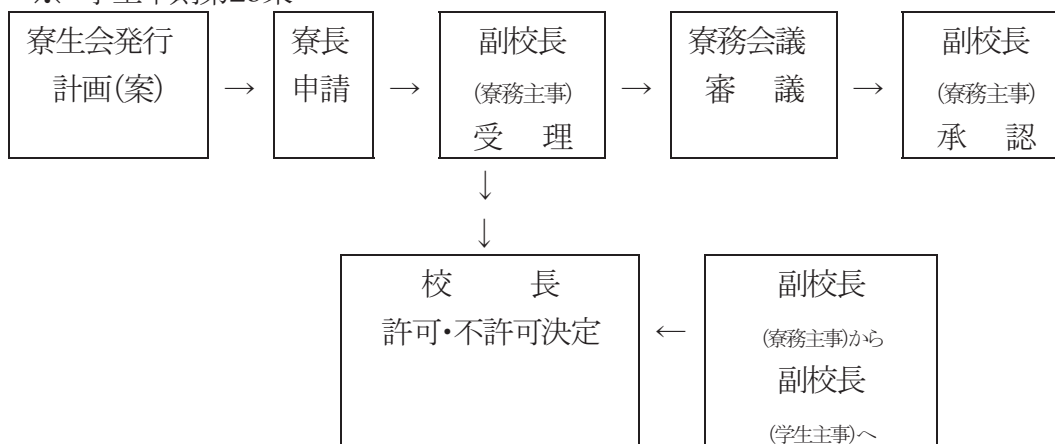 寮生会発行
計画(案)
→
寮長
申請
→
副校長
(寮務主事)
受　理
→
寮務会議
審　議
→
副校長
(寮務主事)
承　認
↓
↓
校　　長
許可・不許可決定
←
副校長
(寮務主事)から
副校長
(学生主事)へ